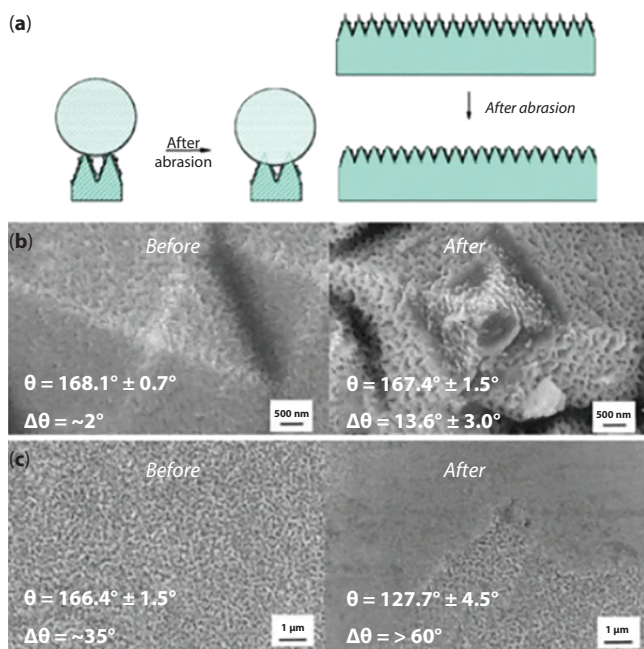 (a)
After
abrasion
After abrasion
(b)
Before
After
θ = 168.1° ± 0.7°
Δθ = ~2°
500 nm
θ = 167.4° ± 1.5°
Δθ = 13.6° ± 3.0°
500 nm
(c)
Before
After
θ = 166.4° ± 1.5°
Δθ = ~35°
1 μm
θ = 127.7° ± 4.5°
Δθ = > 60°
1 μm